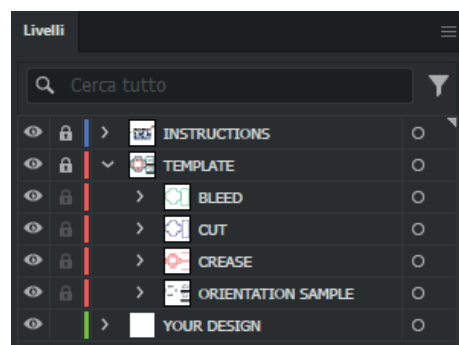 Livelli
Cerca tutto
INSTRUCTIONS
TEMPLATE
BLEED
CUT
CREASE
ORIENTATION SAMPLE
YOUR DESIGN